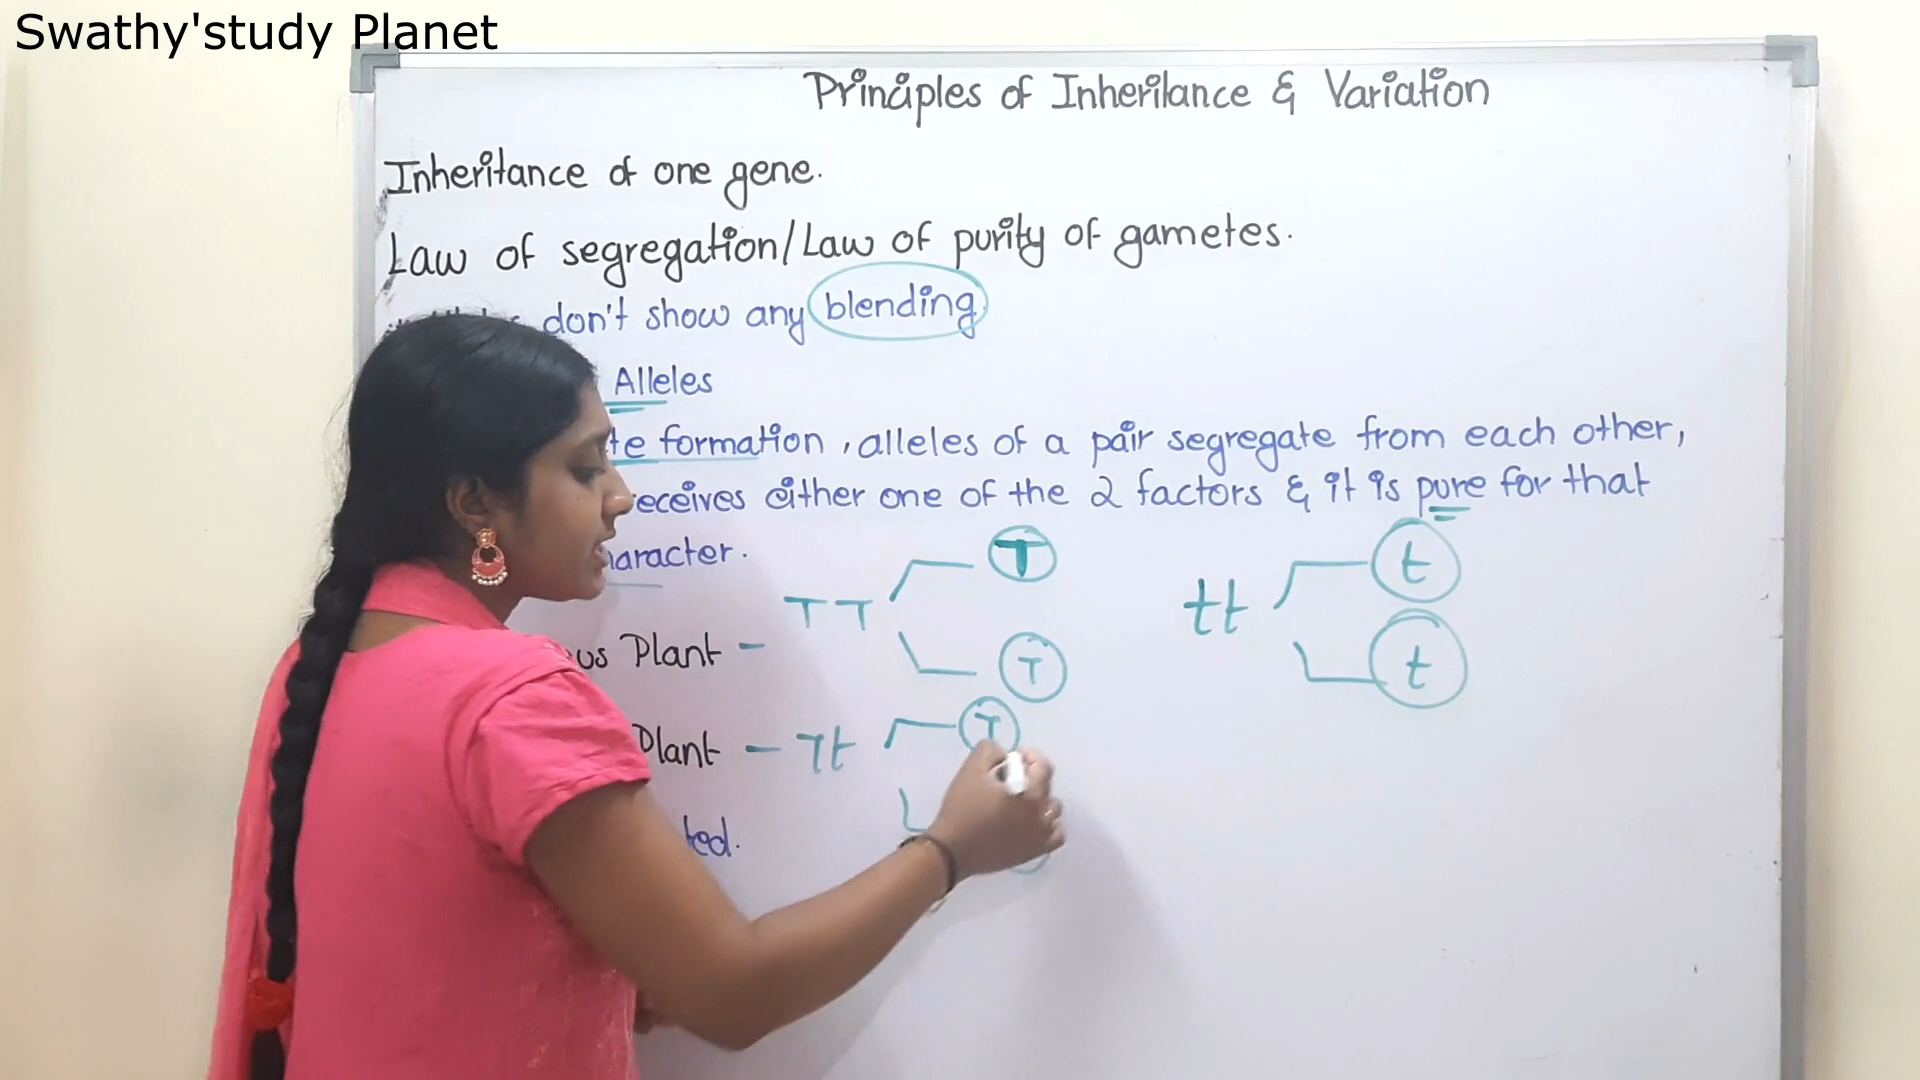 Swathy'study Planet
Principles of Inheritance & Variation
Inheritance of one gene.
Law of segregation/Law of purity of gametes.
don't show any blending.
Alleles
te formation, alleles of a pair segregate from each other,
eceives either one of the 2 factors & it is pure for that
haracter.
T
t
TT
tt
us Plant -
T
t
T
Plant - Tt
ted.